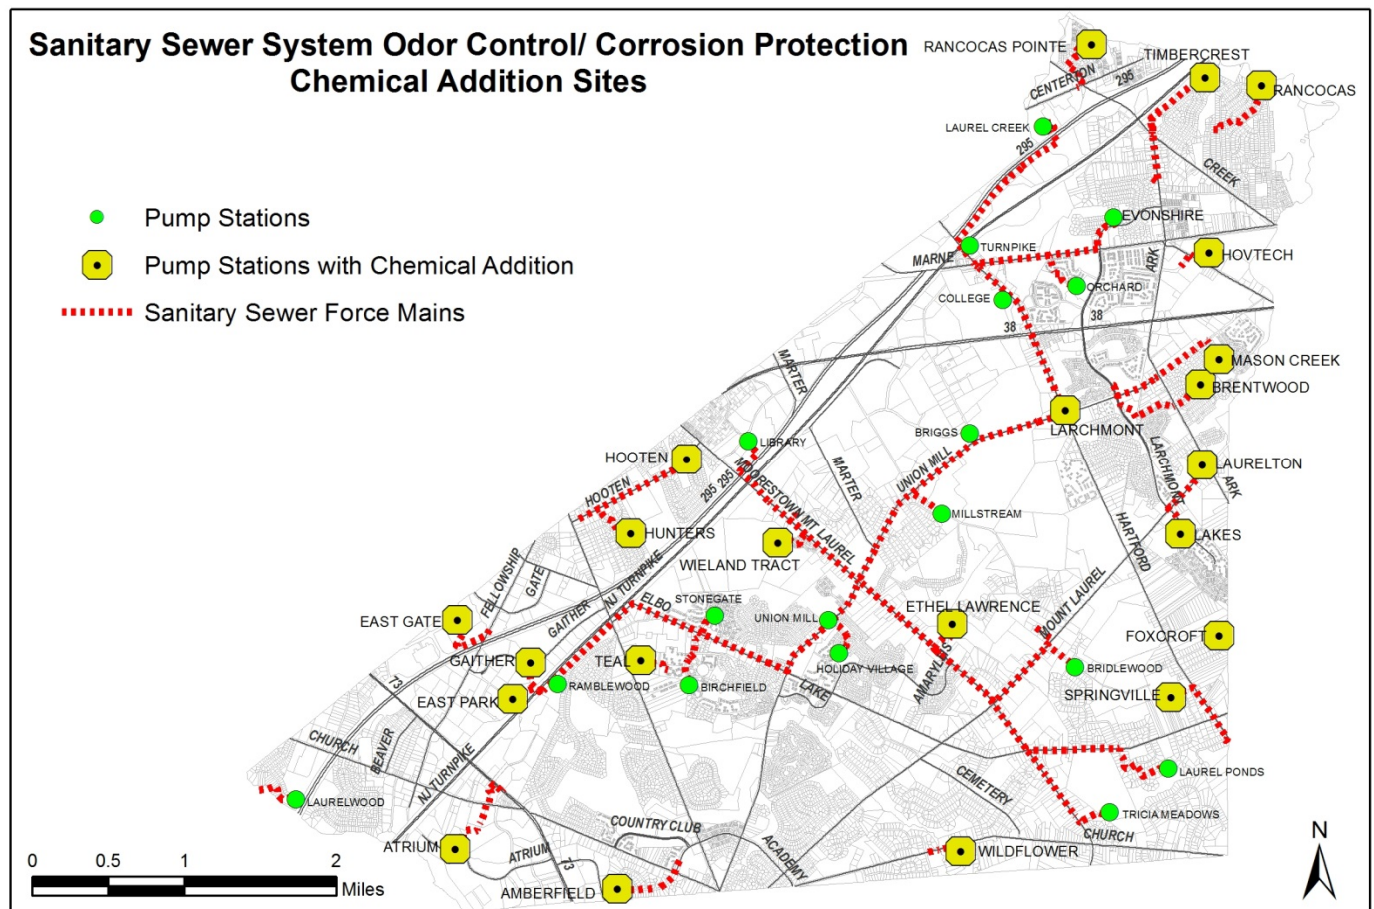 Sanitary Sewer System Odor Control/ Corrosion Protection
Chemical Addition Sites
Pump Stations
Pump Stations with Chemical Addition
Sanitary Sewer Force Mains
RANCOCAS POINTE
TIMBERCREST
CENTERTON
295
RANCOCAS
LAUREL CREEK
295
CREEK
EVONSHIRE
TURNPIKE
MARNE
ARK
HOVTECH
ORCHARD
COLLEGE
38
38
MARTER
MASON CREEK
BRENTWOOD
LARCHMONT
BRIGGS
LIBRARY
HOOTEN
MARTER
UNION MILL
LARCHMONT
LAURELTON
ARK
HOOTEN
295
295
MOORESTOWN MT LAUREL
MILLSTREAM
HUNTERS
WIELAND TRACT
HARTFORD
LAKES
FELLOWSHIP
GATE
NJ TURNPIKE
GAITHER
ELBO
STONEGATE
UNION MILL
ETHEL LAWRENCE
MOUNT LAUREL
EAST GATE
FOXCROFT
GAITHER
TEAL
HOLIDAY VILLAGE
AMARYLIS
BRIDLEWOOD
73
EAST PARK
RAMBLEWOOD
BIRCHFIELD
LAKE
SPRINGVILLE
CHURCH
BEAVER
NJ TURNPIKE
CEMETERY
LAUREL PONDS
LAURELWOOD
TRICIA MEADOWS
COUNTRY CLUB
ACADEMY
CHURCH
ATRIUM
ATRIUM
73
WILDFLOWER
AMBERFIELD
0 0.5 1 2
Miles
N